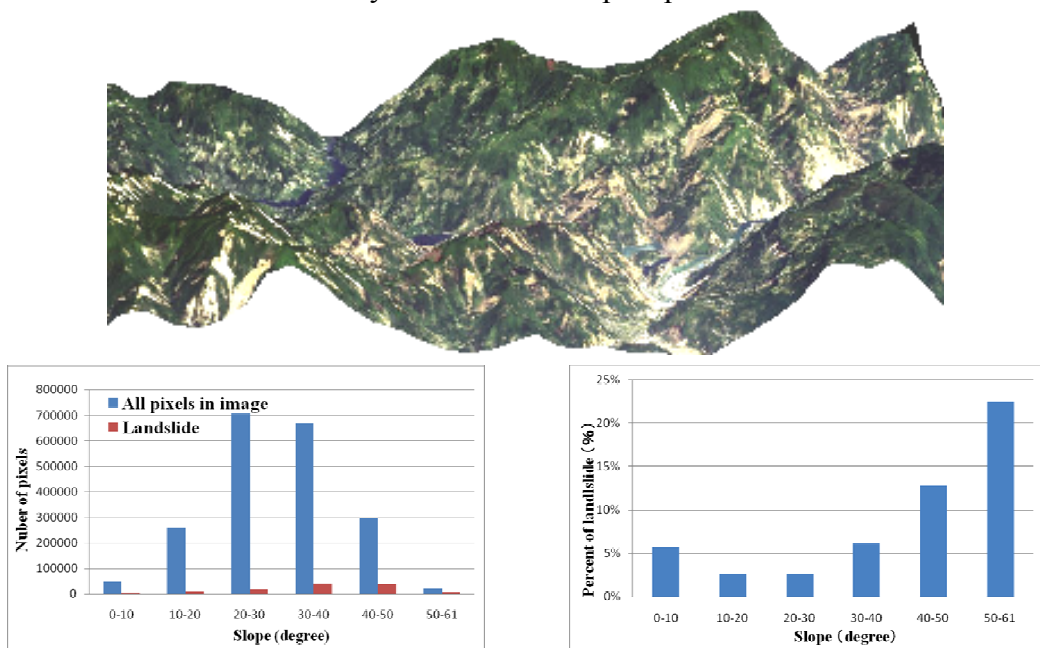 800000
700000
600000
500000
400000
300000
200000
100000
0
Nuber of pixels
All pixels in image
Landslide
0-10 10-20 20-30 30-40 40-50 50-61
Slope (degree)
25%
20%
15%
10%
5%
0%
Percent of landlslide (%)
0-10 10-20 20-30 30-40 40-50 50-61
Slope (degree)